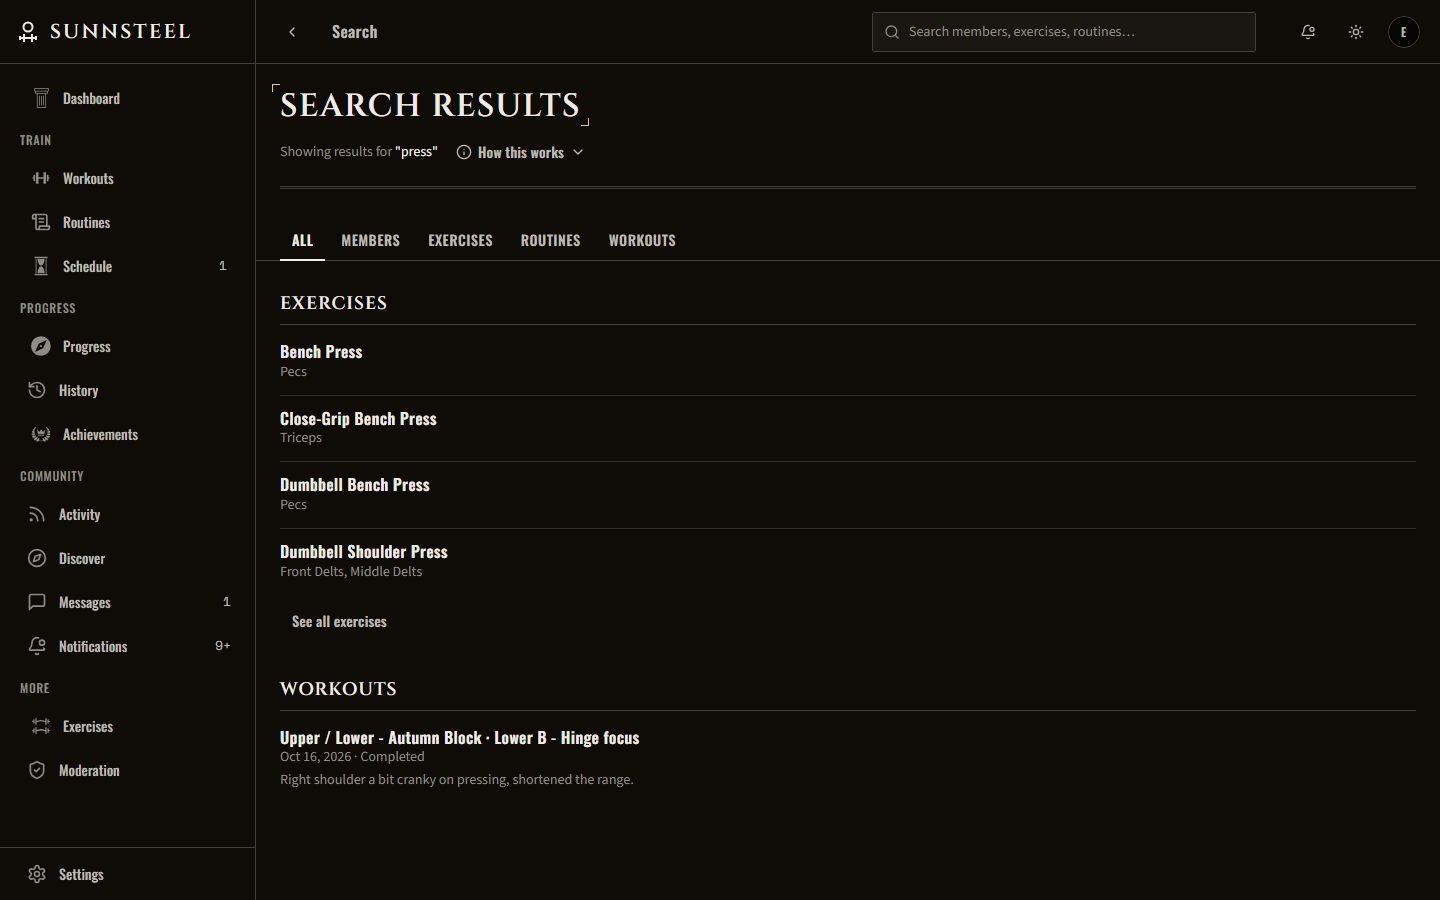 SUNNSTEEL
Search
Search members, exercises, routines...
E
Dashboard
TRAIN
Workouts
Routines
Schedule 1
PROGRESS
Progress
History
Achievements
COMMUNITY
Activity
Discover
Messages 1
Notifications 9+
MORE
Exercises
Moderation
Settings
SEARCH RESULTS
Showing results for "press" How this works
ALL MEMBERS EXERCISES ROUTINES WORKOUTS
EXERCISES
Bench Press
Pecs
Close-Grip Bench Press
Triceps
Dumbbell Bench Press
Pecs
Dumbbell Shoulder Press
Front Delts, Middle Delts
See all exercises
WORKOUTS
Upper / Lower - Autumn Block · Lower B - Hinge focus
Oct 16, 2026 · Completed
Right shoulder a bit cranky on pressing, shortened the range.